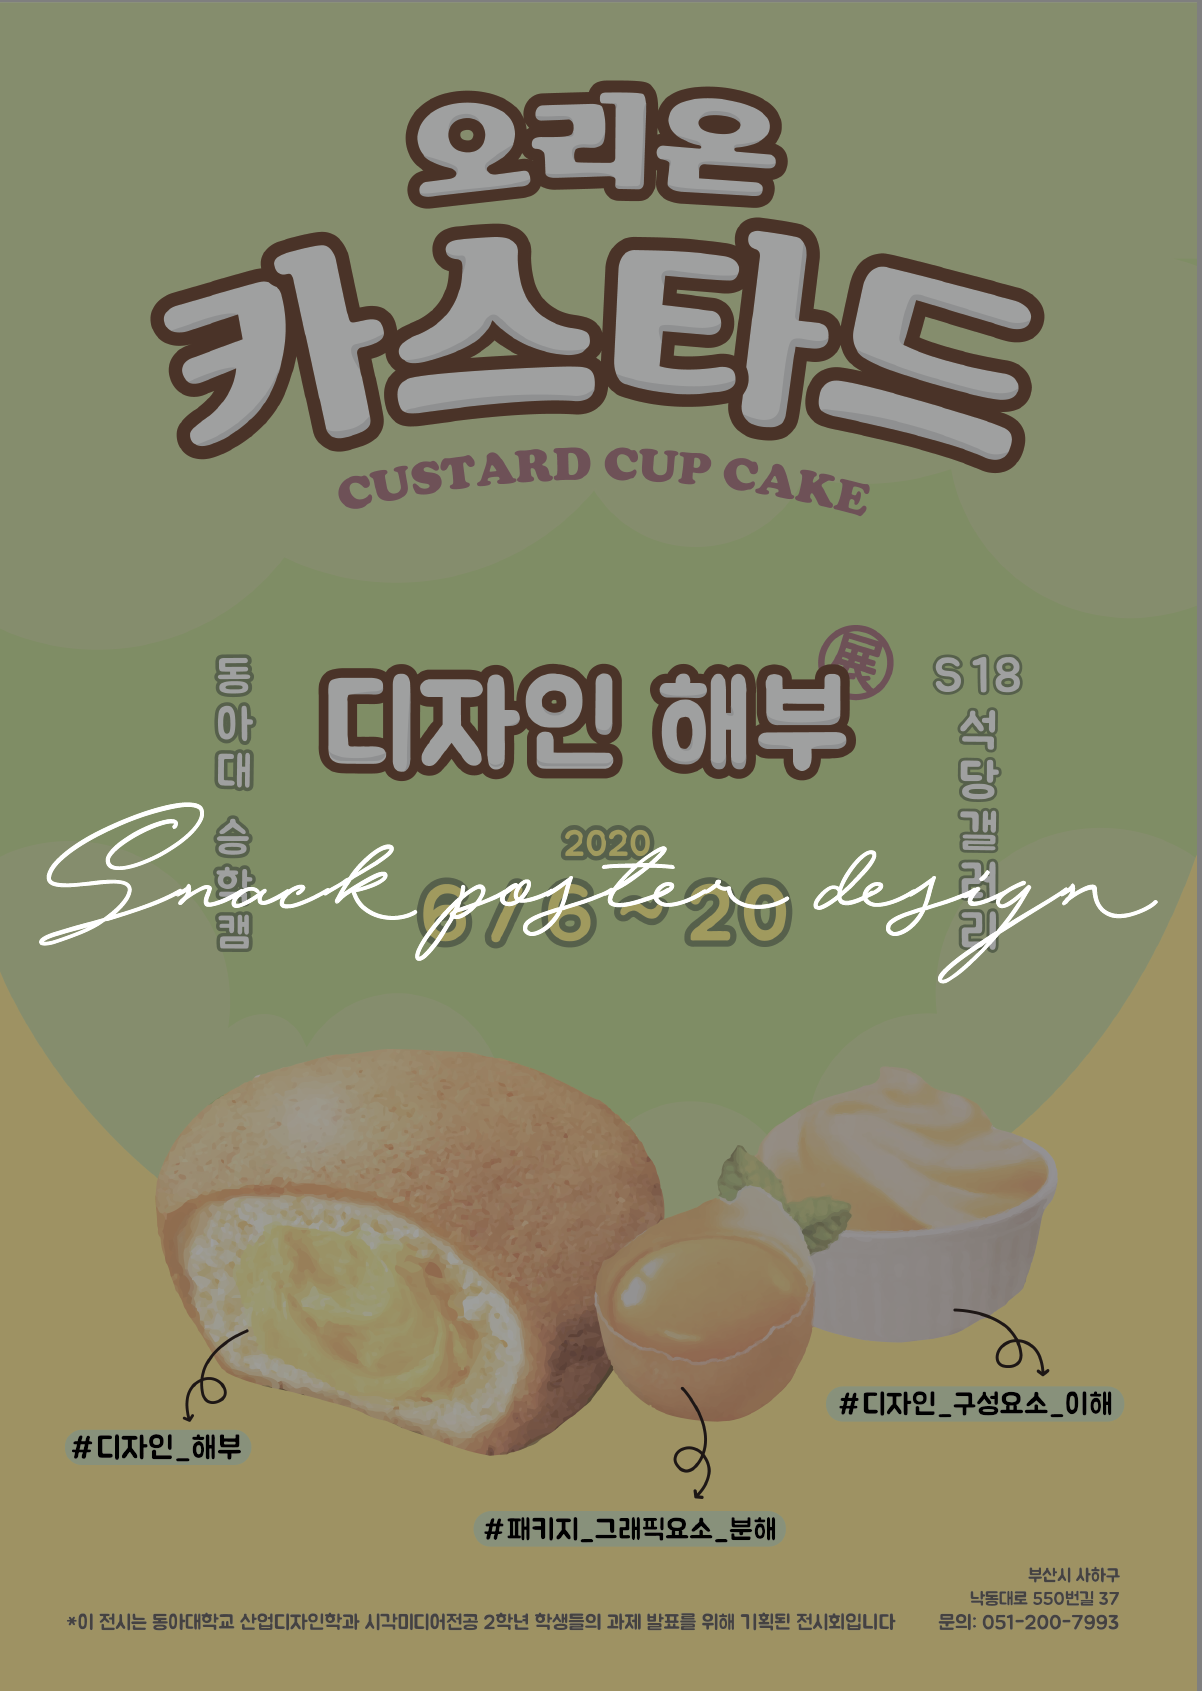 오리온
카스타드
CUSTARD CUP CAKE
디자인 해부
展
동아대 승학캠
S18 석당갤러리
2020
6/6~20
Snack poster design
#디자인_해부
#디자인_구성요소_이해
#패키지_그래픽요소_분해
부산시 사하구
낙동대로 550번길 37
*이 전시는 동아대학교 산업디자인학과 시각미디어전공 2학년 학생들의 과제 발표를 위해 기획된 전시회입니다
문의: 051-200-7993